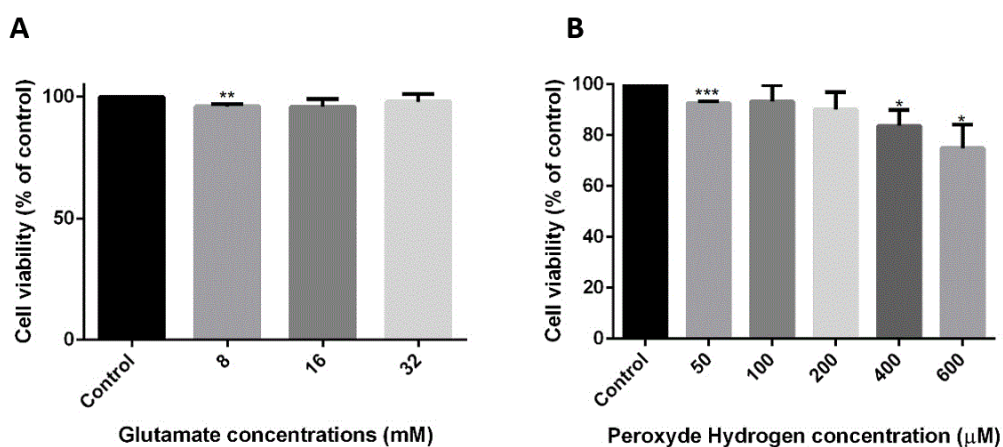 A
Cell viability (% of control)
100
50
0
**
Control
8
16
32
Glutamate concentrations (mM)
B
Cell viability (% of control)
100
80
60
40
20
0
***
*
*
Control
50
100
200
400
600
Peroxyde Hydrogen concentration (μM)